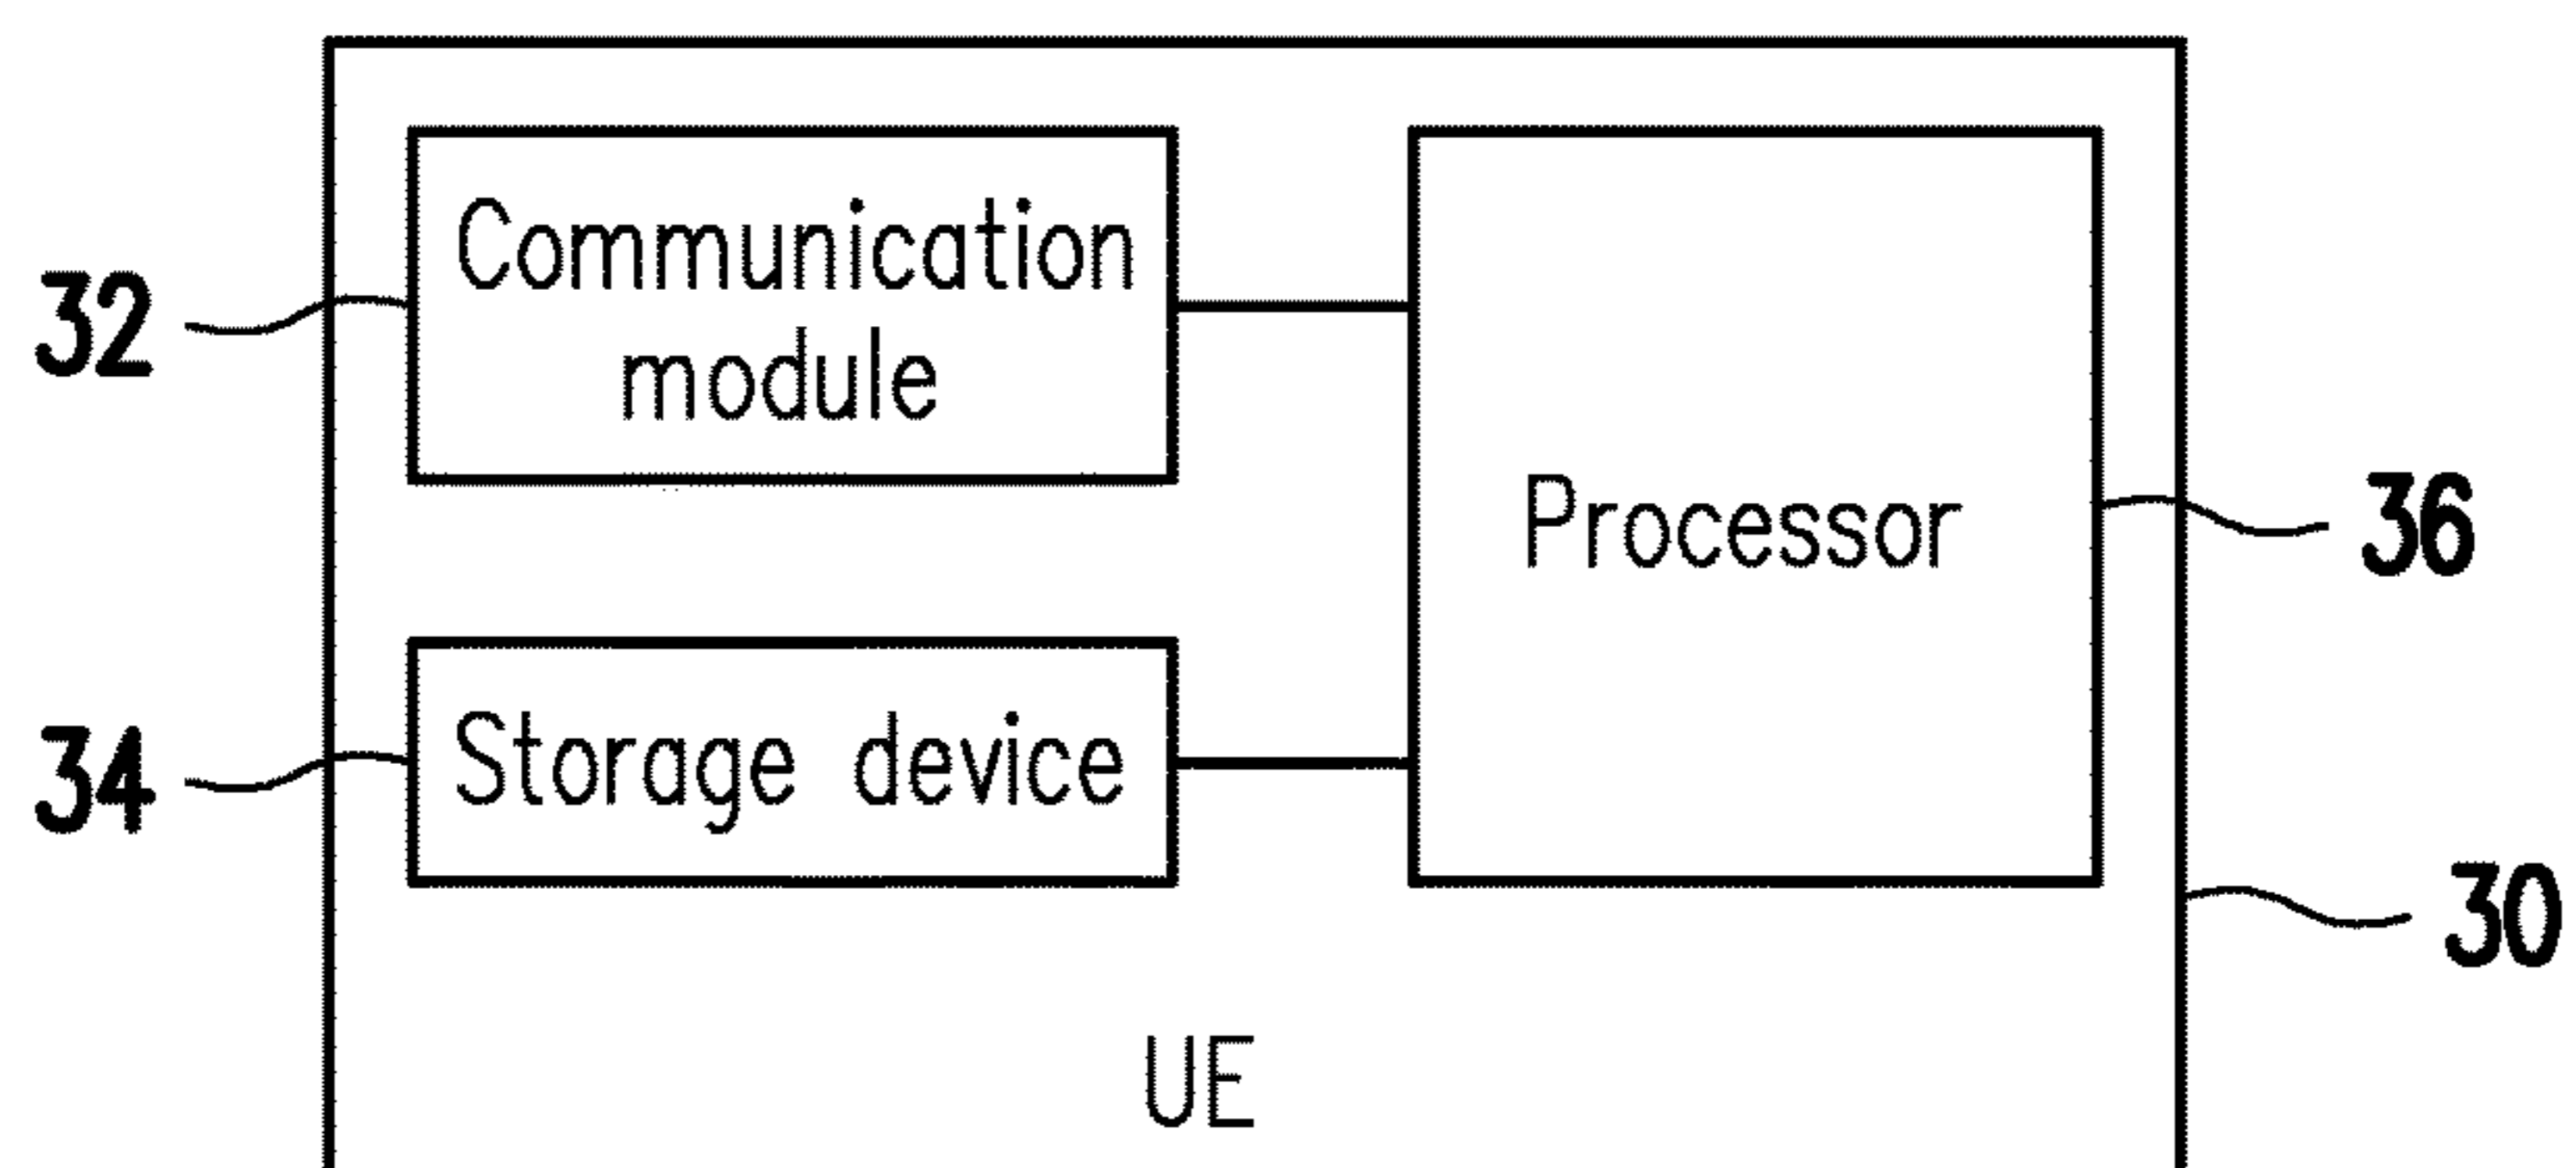 Communication
module
32
Processor
36
Storage device
34
30
UE